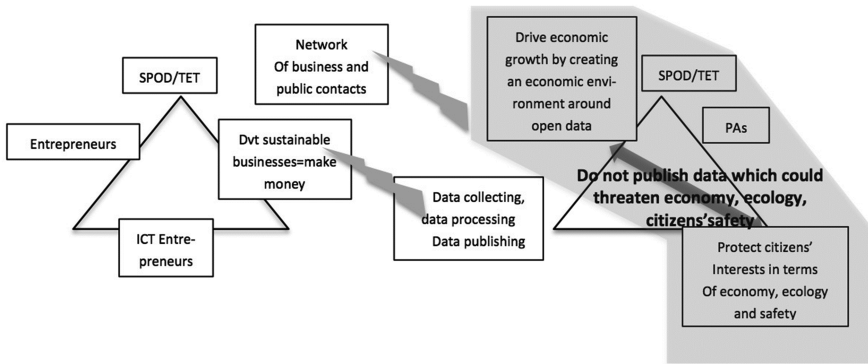 SPOD/TET
Entrepreneurs
Dvt sustainable
businesses=make
money
ICT Entre-
preneurs
Network
Of business and
public contacts
Data collecting,
data processing
Data publishing
Drive economic
growth by creating
an economic envi-
ronment around
open data
SPOD/TET
PAs
Do not publish data which could
threaten economy, ecology,
citizens'safety
Protect citizens'
Interests in terms
Of economy, ecology
and safety